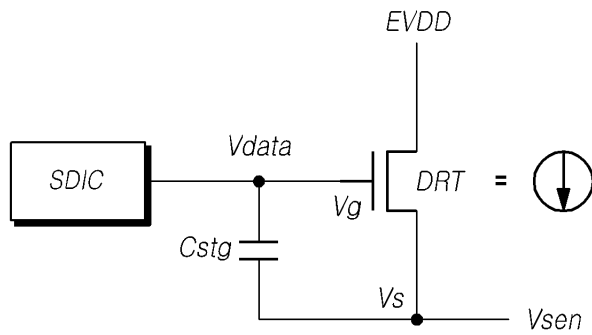 EVDD
Vdata
SDIC
DRT =
Vg
Cstg
Vs
Vsen